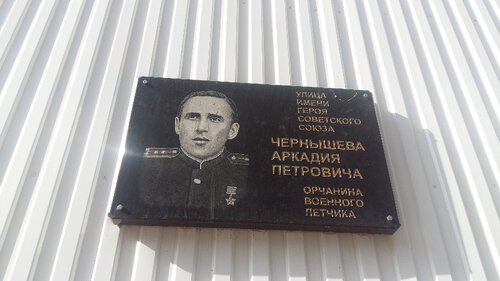 УЛИЦА
ИМЕНИ
ГЕРОЯ
СОВЕТСКОГО
СОЮЗА
ЧЕРНЫШЕВА
АРКАДИЯ
ПЕТРОВИЧА
ОРЧАНИНА
ВОЕННОГО
ЛЕТЧИКА